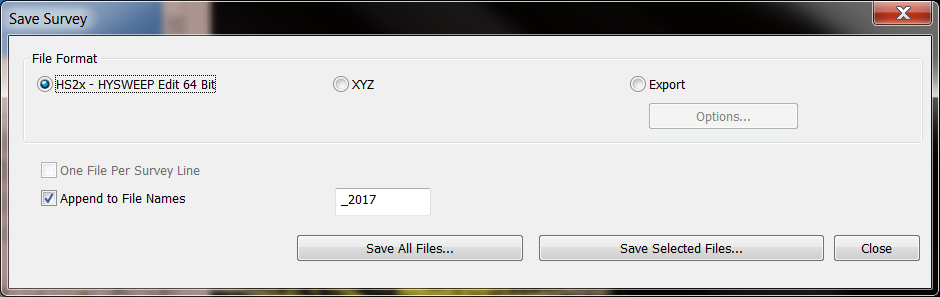 Save Survey
File Format
HS2x - HYSWEEP Edit 64 Bit
XYZ
Export
Options...
One File Per Survey Line
Append to File Names
_2017
Save All Files...
Save Selected Files...
Close